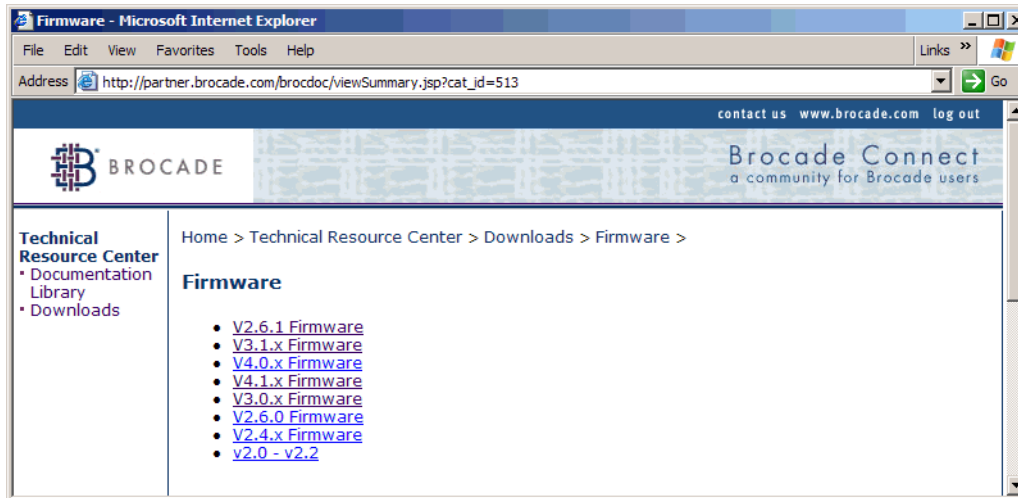 Firmware - Microsoft Internet Explorer
File Edit View Favorites Tools Help Links »
Address http://partner.brocade.com/brocdoc/viewSummary.jsp?cat_id=513 Go
contact us www.brocade.com log out
BROCADE
Brocade Connect
a community for Brocade users
Technical
Resource Center
Documentation
Library
Downloads
Home > Technical Resource Center > Downloads > Firmware >
Firmware
V2.6.1 Firmware
V3.1.x Firmware
V4.0.x Firmware
V4.1.x Firmware
V3.0.x Firmware
V2.6.0 Firmware
V2.4.x Firmware
v2.0 - v2.2